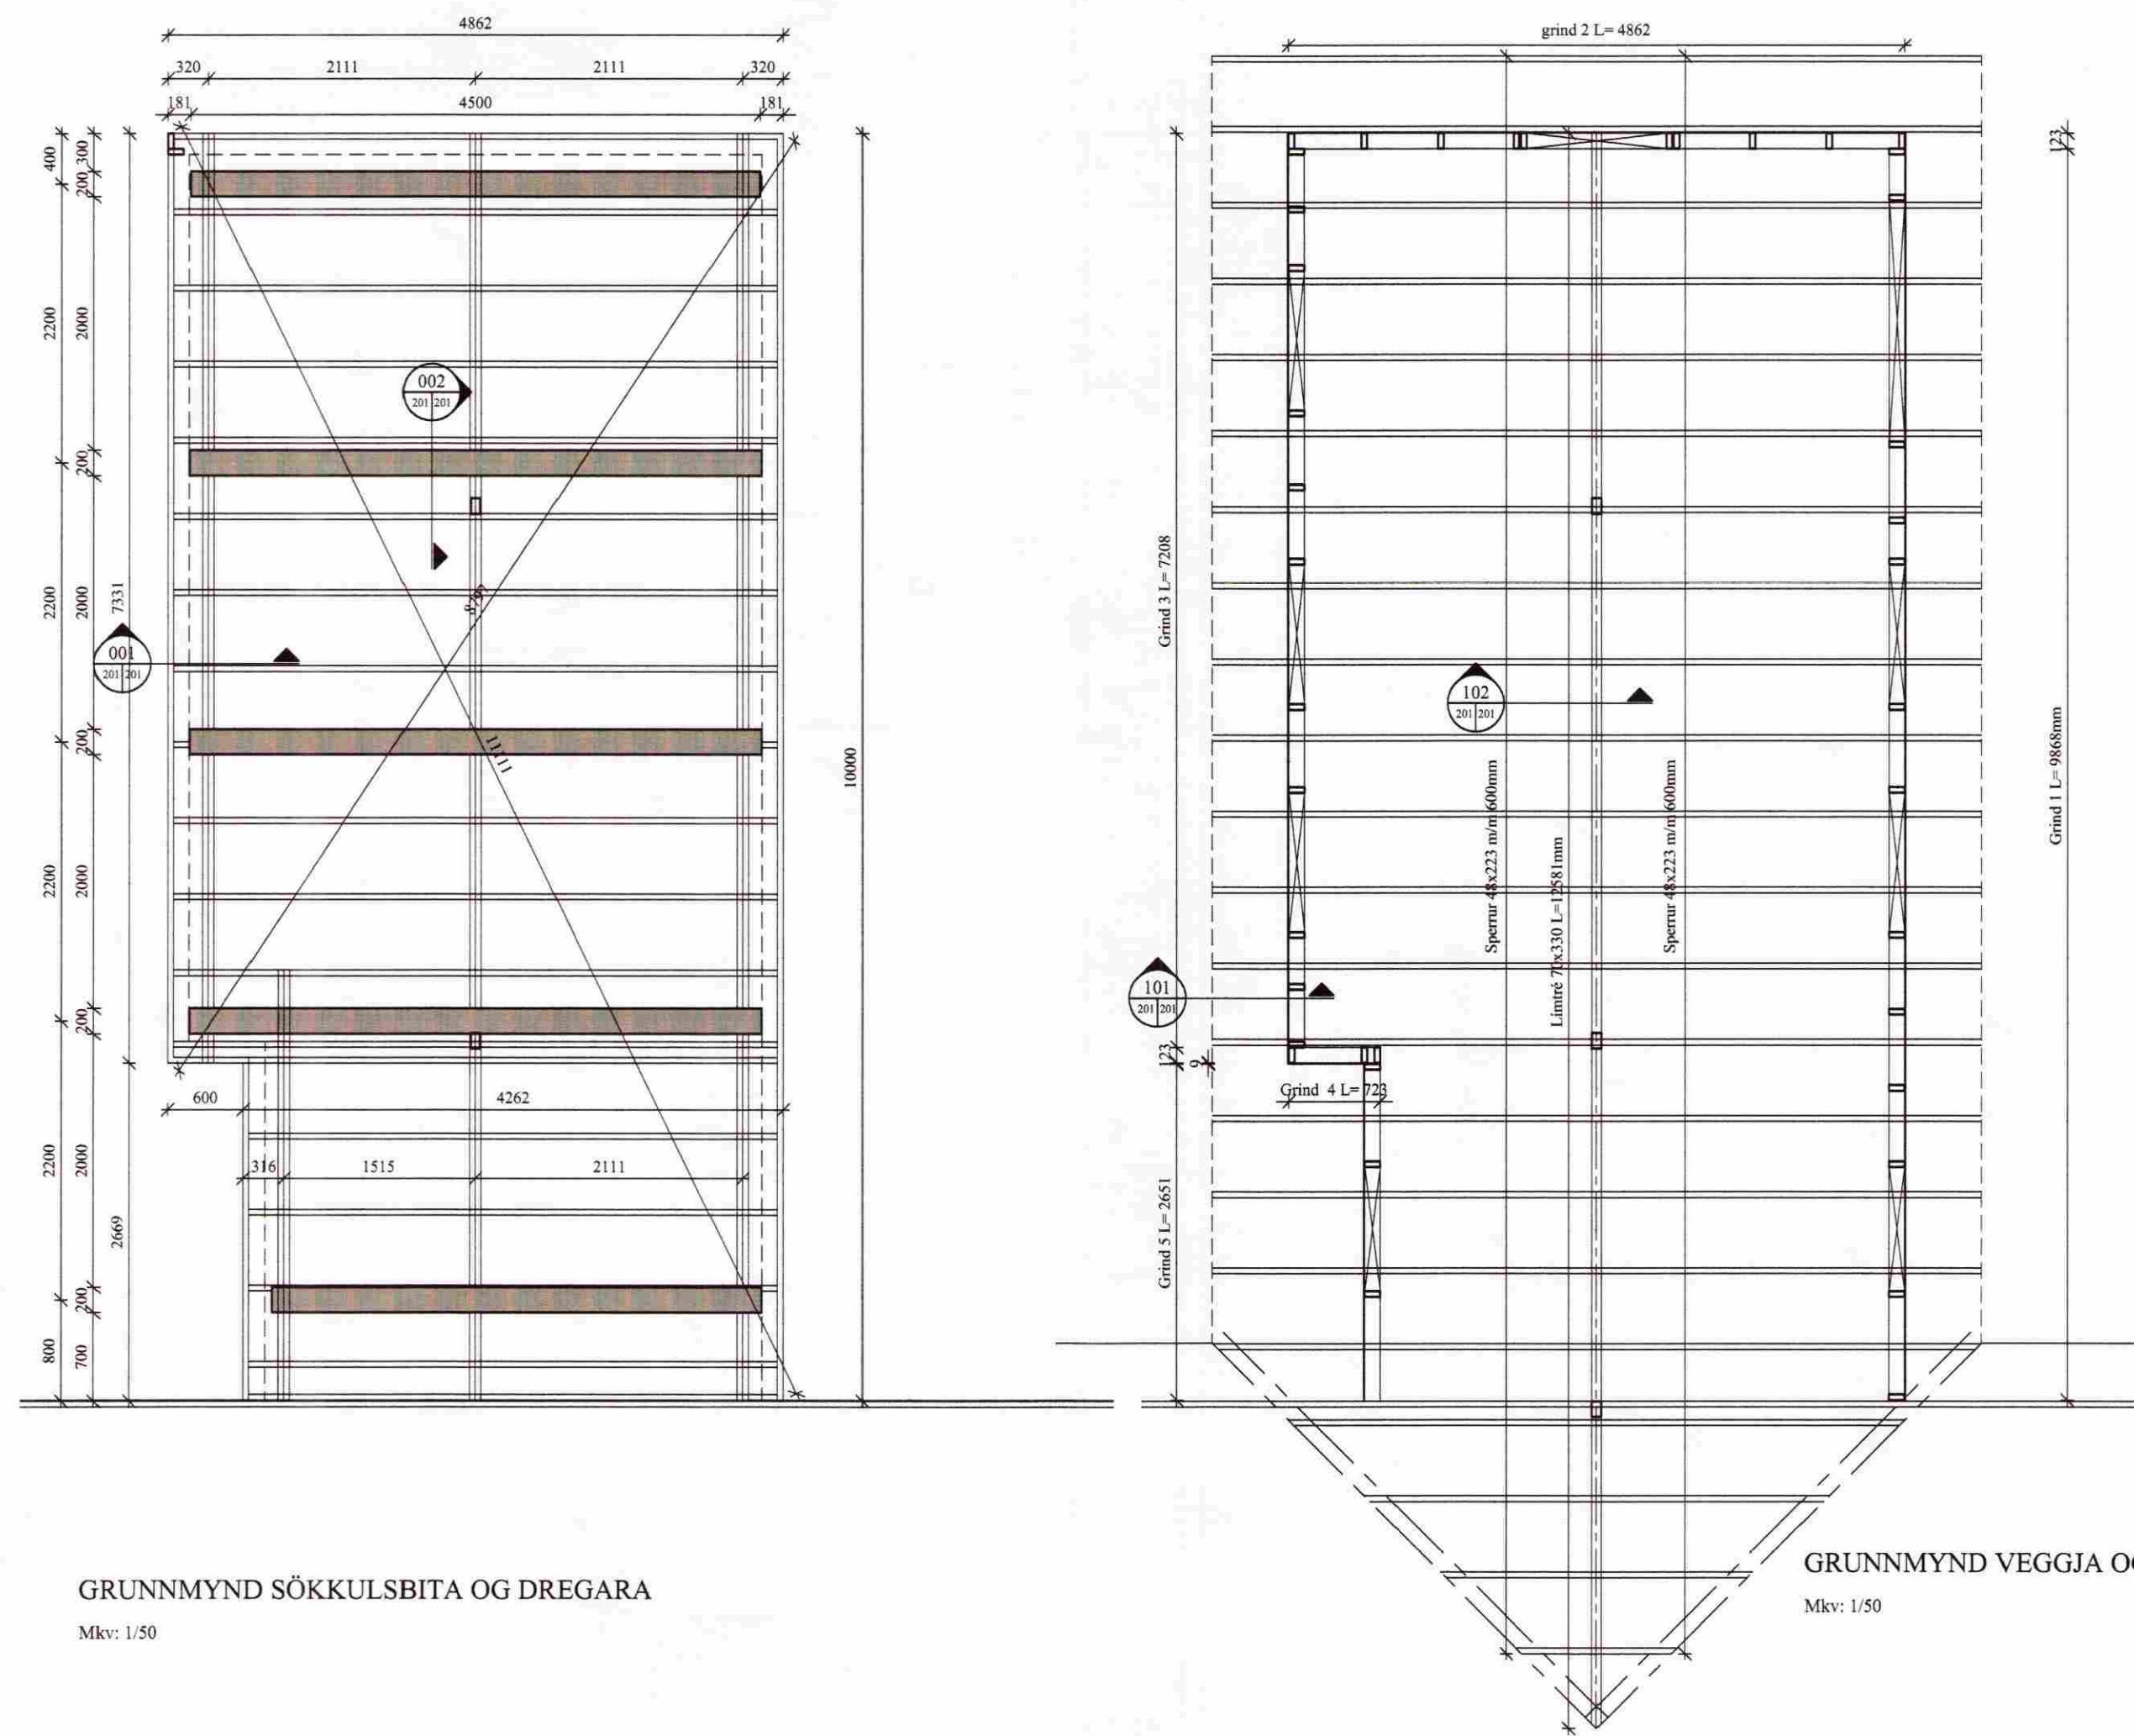 4862
320 2111 2111 320
181 4500 181
400
300
200
2200
2000
200
2200
2000
200
2200
2000
200
2200
2000
200
800
700
7331
2669
10000
002
201 201
001
201 201
11111
600 4262
316 1515 2111
GRUNNMYND SÖKKULSBITA OG DREGARA
Mkv: 1/50
grind 2 L= 4862
123
Grind 3 L= 7208
Grind 1 L= 9868mm
102
201 201
101
201 201
Sperrur 48x223 m/m 600mm
Limtré 70x330 L=12581mm
Sperrur 48x223 m/m 600mm
123
9
Grind 4 L= 723
Grind 5 L= 2651
GRUNNMYND VEGGJA
Mkv: 1/50